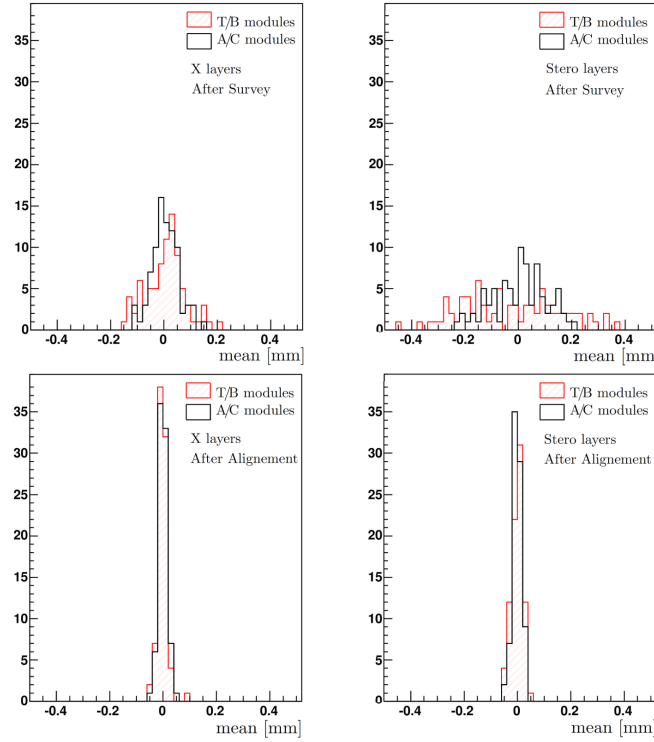 T/B modules
A/C modules
X layers
After Survey
35
30
25
20
15
10
5
0
-0.4
-0.2
0
0.2
0.4
mean [mm]
T/B modules
A/C modules
Stero layers
After Survey
35
30
25
20
15
10
5
0
-0.4
-0.2
0
0.2
0.4
mean [mm]
T/B modules
A/C modules
X layers
After Alignement
35
30
25
20
15
10
5
0
-0.4
-0.2
0
0.2
0.4
mean [mm]
T/B modules
A/C modules
Stero layers
After Alignement
35
30
25
20
15
10
5
0
-0.4
-0.2
0
0.2
0.4
mean [mm]